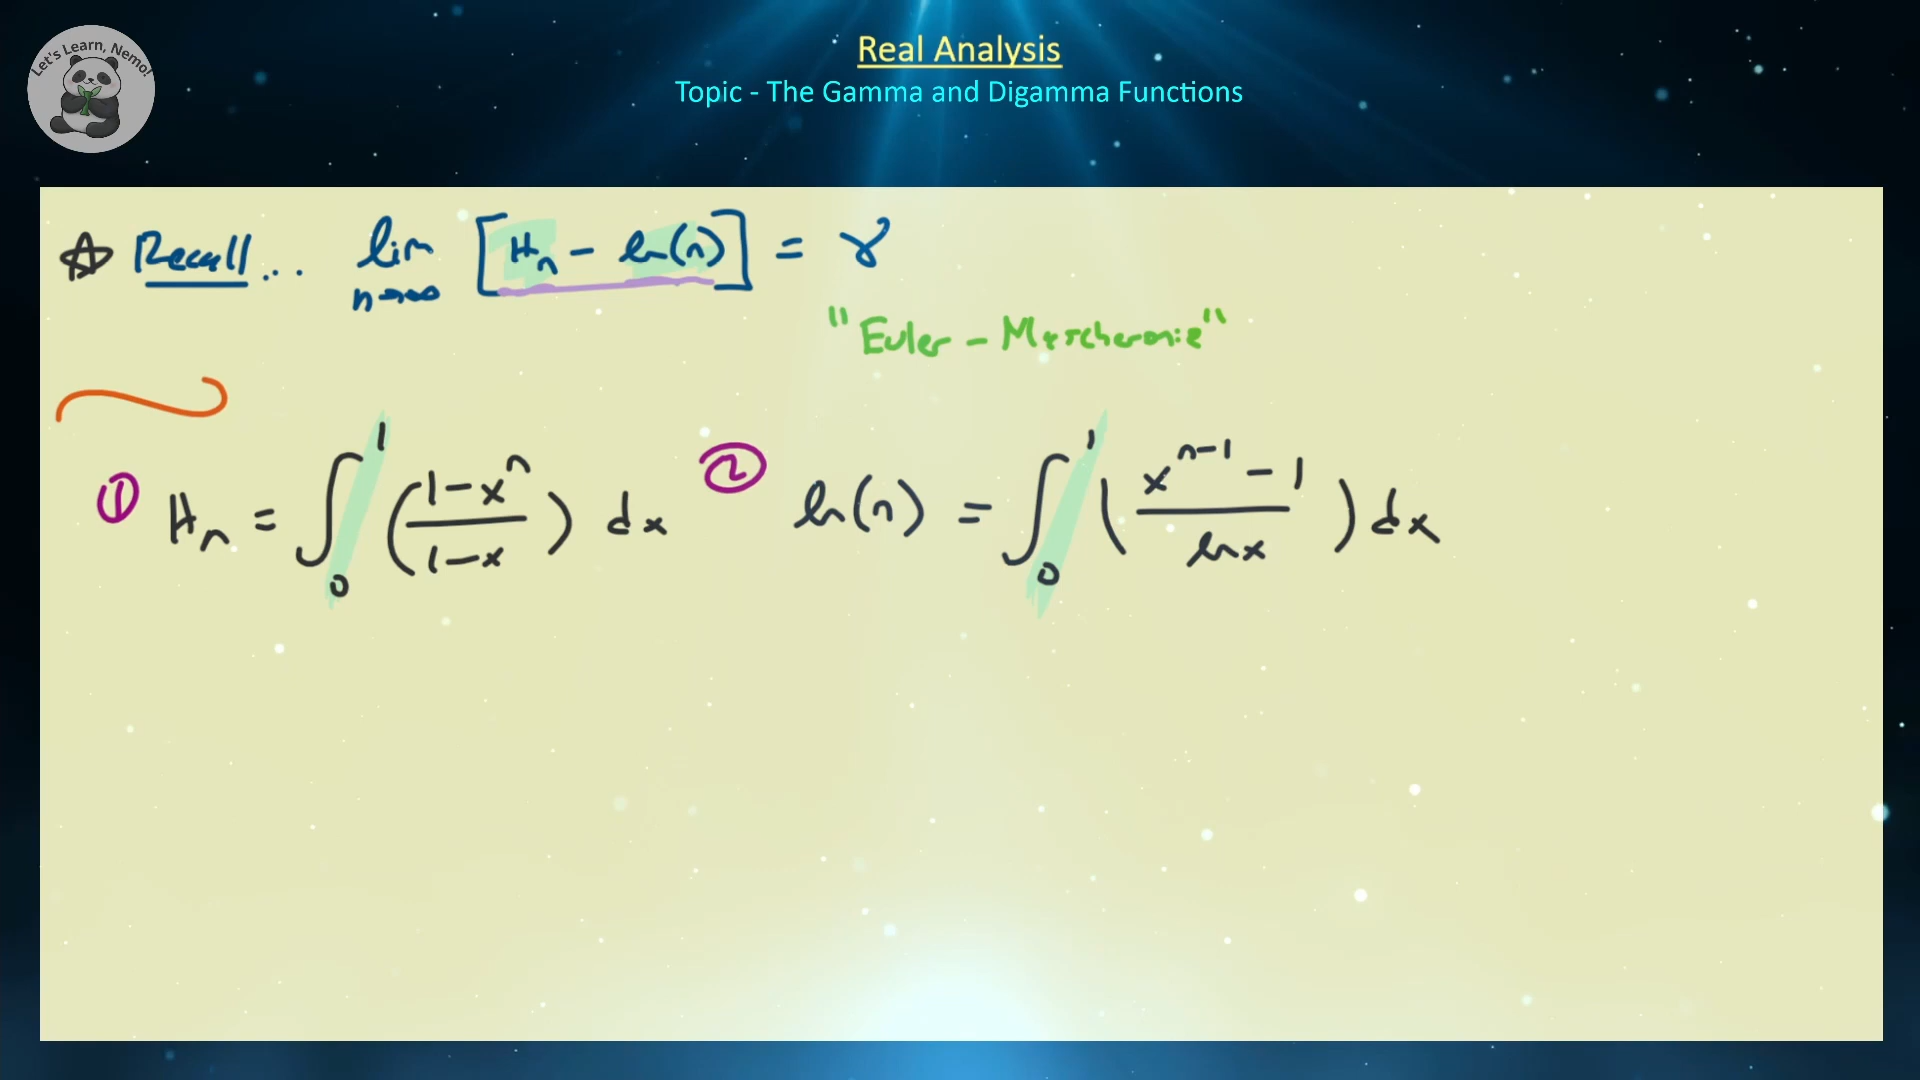 Let's Learn, Nemo!
Real Analysis
Topic - The Gamma and Digamma Functions
☆ Recall... lim n→∞ [Hₙ - ln(n)] = γ
"Euler - Mascheroni"
① Hₙ = ∫₀¹ ((1-xⁿ)/(1-x)) dx ② ln(n) = ∫₀¹ ((xⁿ⁻¹ - 1)/(ln x)) dx